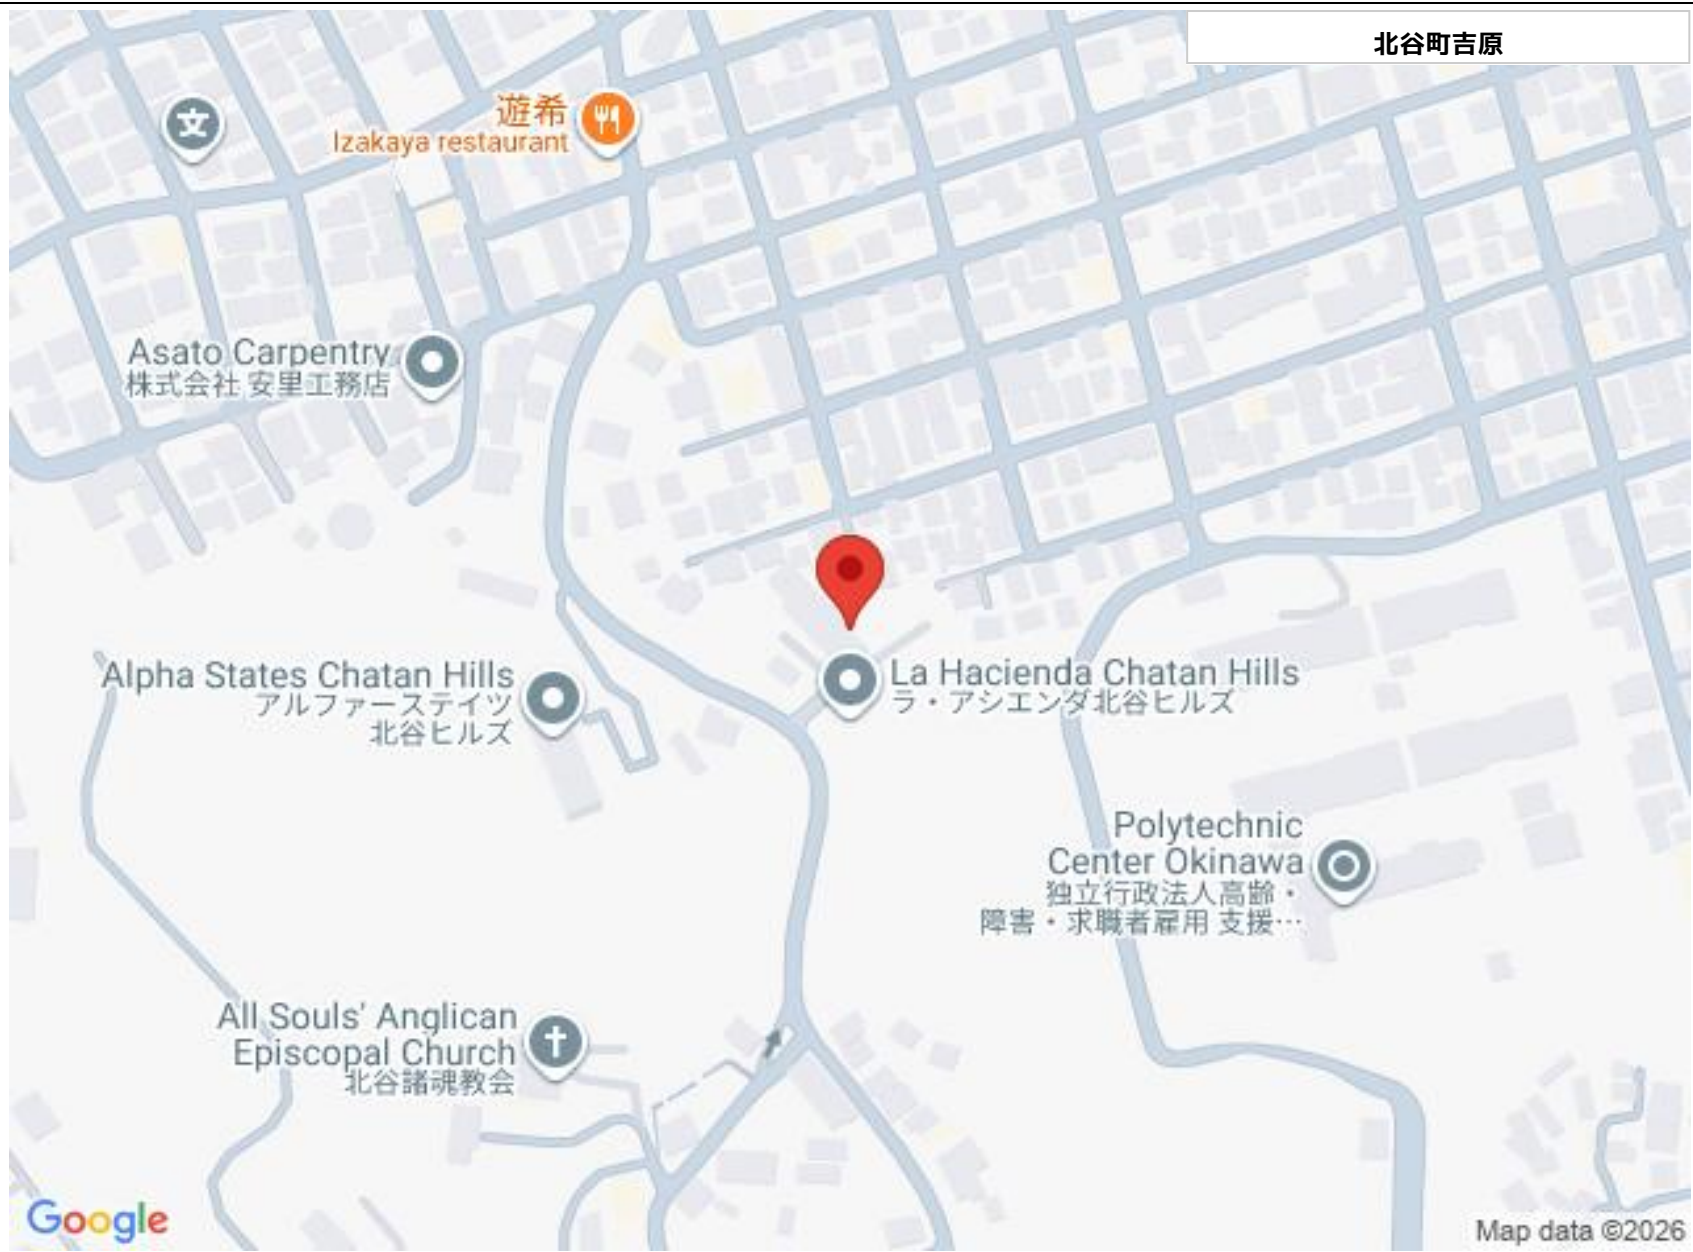 北谷町吉原
文
遊希
Izakaya restaurant
Asato Carpentry
株式会社 安里工務店
Alpha States Chatan Hills
アルファーステイツ
北谷ヒルズ
La Hacienda Chatan Hills
ラ・アシエンダ北谷ヒルズ
Polytechnic
Center Okinawa
独立行政法人高齢・
障害・求職者雇用 支援…
All Souls' Anglican
Episcopal Church
北谷諸魂教会
Google
Map data ©2026